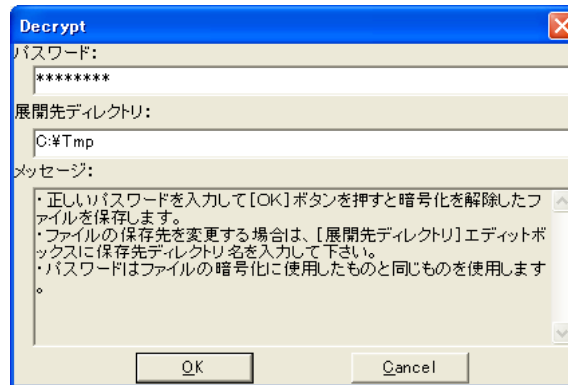 Decrypt
パスワード:
********
展開先ディレクトリ:
C:¥Tmp
メッセージ:
・正しいパスワードを入力して[OK]ボタンを押すと暗号化を解除したフ
ァイルを保存します。
・ファイルの保存先を変更する場合は、[展開先ディレクトリ]エディットボ
ックスに保存先ディレクトリ名を入力して下さい。
・パスワードはファイルの暗号化に使用したものと同じものを使用します
。
OK
Cancel